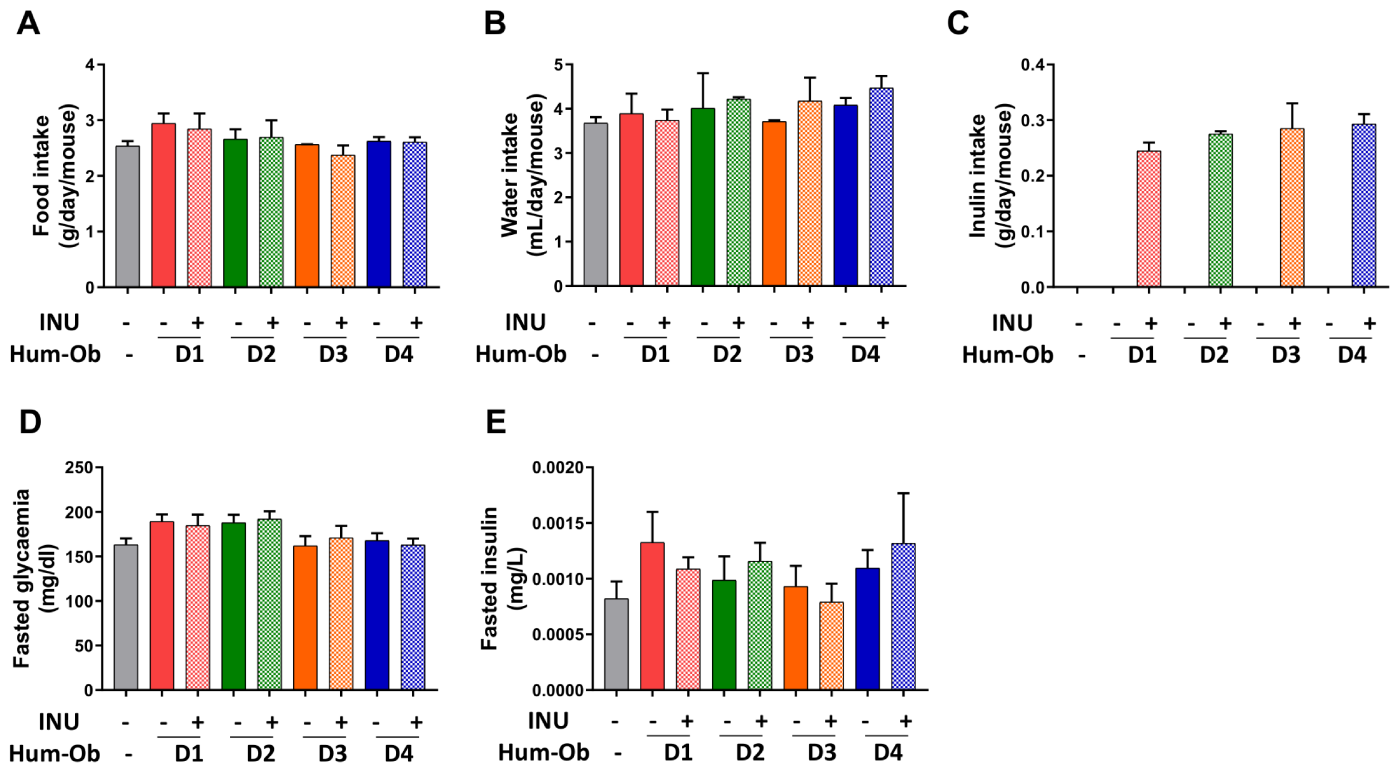 A
Food intake
(g/day/mouse)
4
3
2
1
0
INU - - + - + - + - +
Hum-Ob - D1 D2 D3 D4
B
Water intake
(mL/day/mouse)
5
4
3
2
1
0
INU - - + - + - + - +
Hum-Ob - D1 D2 D3 D4
C
Inulin intake
(g/day/mouse)
0.4
0.3
0.2
0.1
0.0
INU - - + - + - + - +
Hum-Ob - D1 D2 D3 D4
D
Fasted glycaemia
(mg/dl)
250
200
150
100
50
0
INU - - + - + - + - +
Hum-Ob - D1 D2 D3 D4
E
Fasted insulin
(mg/L)
0.0020
0.0015
0.0010
0.0005
0.0000
INU - - + - + - + - +
Hum-Ob - D1 D2 D3 D4